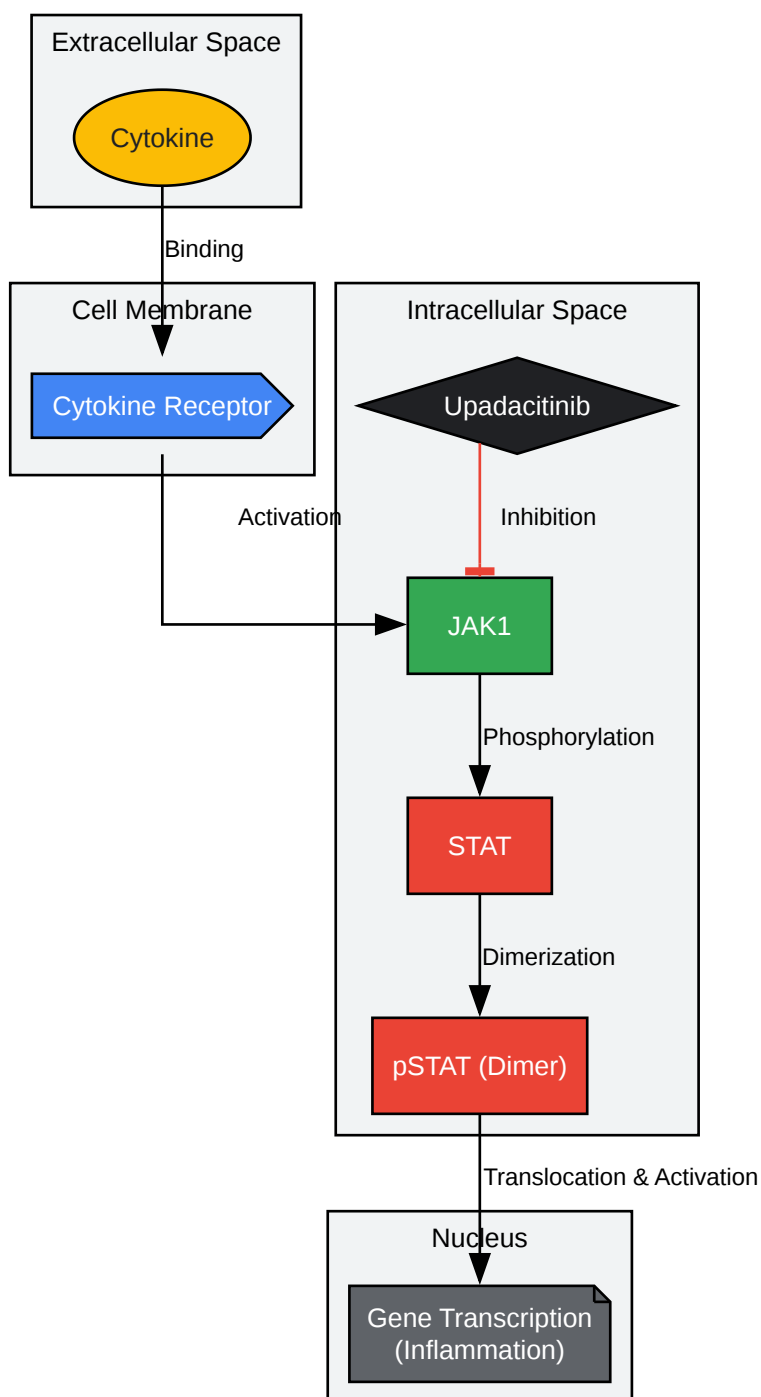 Extracellular Space
Cytokine
Binding
Cell Membrane
Cytokine Receptor
Intracellular Space
Upadacitinib
Activation
Inhibition
JAK1
Phosphorylation
STAT
Dimerization
pSTAT (Dimer)
Translocation & Activation
Nucleus
Gene Transcription
(Inflammation)